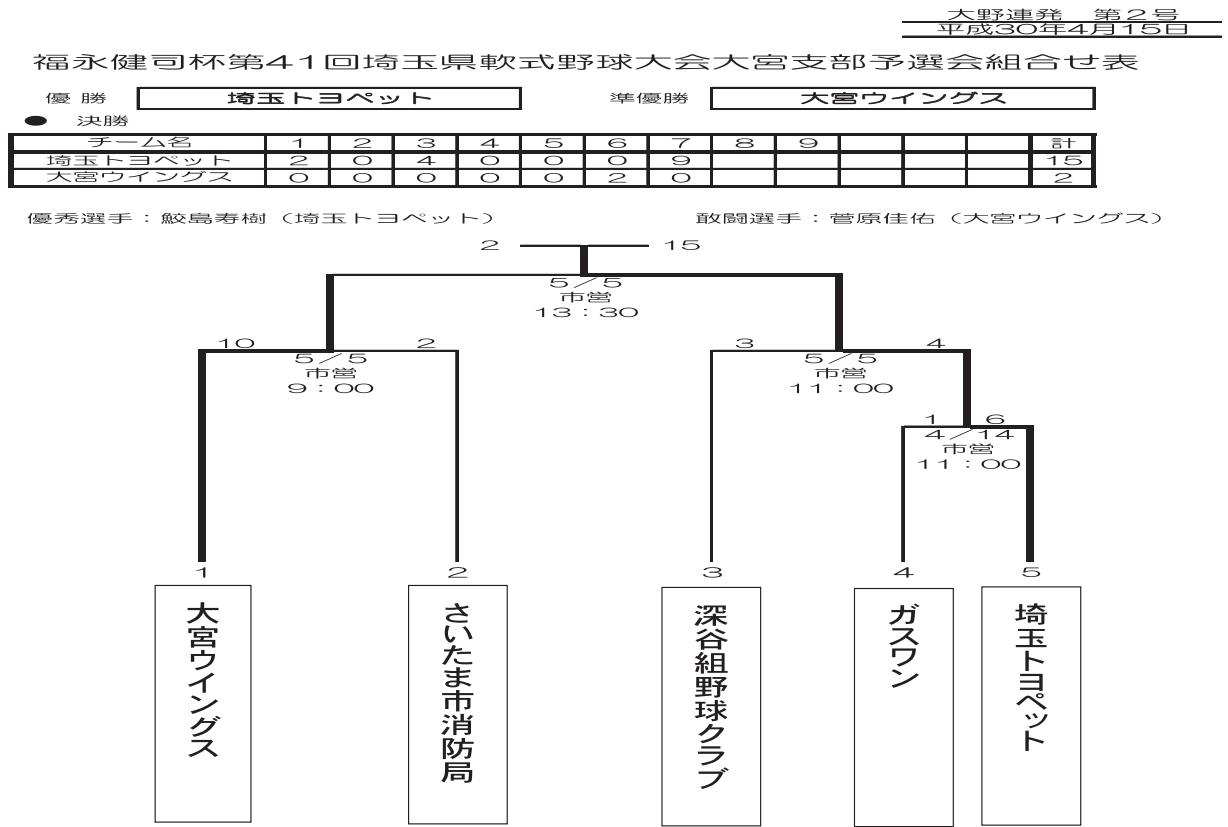 大野連発　第２号
平成30年4月15日
福永健司杯第４１回埼玉県軟式野球大会大宮支部予選会組合せ表
優 勝　埼玉トヨペット　準優勝　大宮ウイングス
●　決勝
チーム名 1 2 3 4 5 6 7 8 9 計
埼玉トヨペット 2 0 4 0 0 0 9 15
大宮ウイングス 0 0 0 0 0 2 0 2
優秀選手：鮫島寿樹（埼玉トヨペット）　敢闘選手：菅原佳佑（大宮ウイングス）
2 15
5／5
市営
13：30
10 2
5／5
市営
9：00
3 4
5／5
市営
11：00
1 6
4／14
市営
11：00
1 2 3 4 5
大宮ウイングス
さいたま市消防局
深谷組野球クラブ
ガスワン
埼玉トヨペット